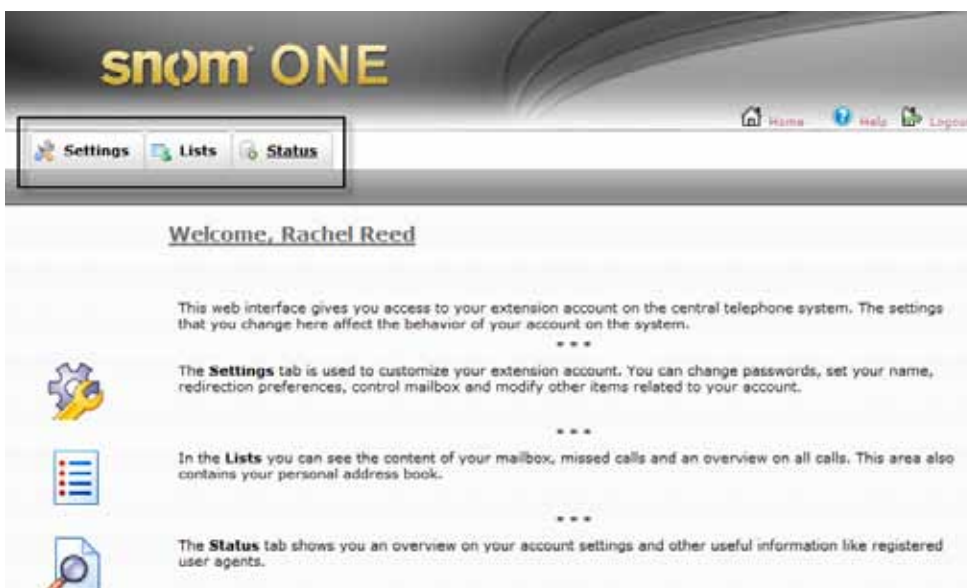 snom ONE
Home Help Logou
Settings Lists Status
Welcome, Rachel Reed
This web interface gives you access to your extension account on the central telephone system. The settings
that you change here affect the behavior of your account on the system.
* * *
The Settings tab is used to customize your extension account. You can change passwords, set your name,
redirection preferences, control mailbox and modify other items related to your account.
* * *
In the Lists you can see the content of your mailbox, missed calls and an overview on all calls. This area also
contains your personal address book.
* * *
The Status tab shows you an overview on your account settings and other useful information like registered
user agents.